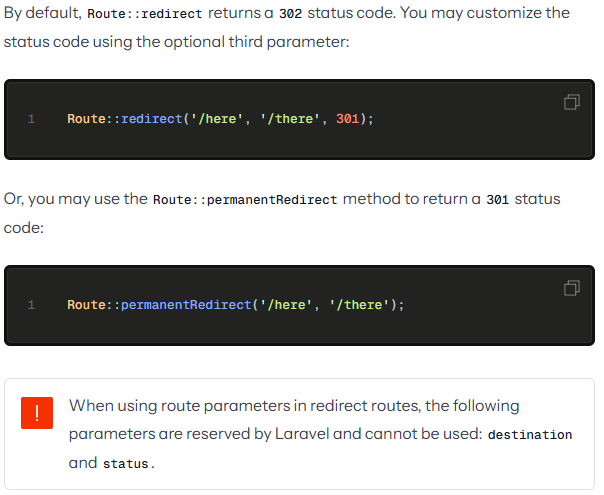 By default, Route::redirect returns a 302 status code. You may customize the
status code using the optional third parameter:
1 Route::redirect('/here', '/there', 301);
Or, you may use the Route::permanentRedirect method to return a 301 status
code:
1 Route::permanentRedirect('/here', '/there');
! When using route parameters in redirect routes, the following
parameters are reserved by Laravel and cannot be used: destination
and status.